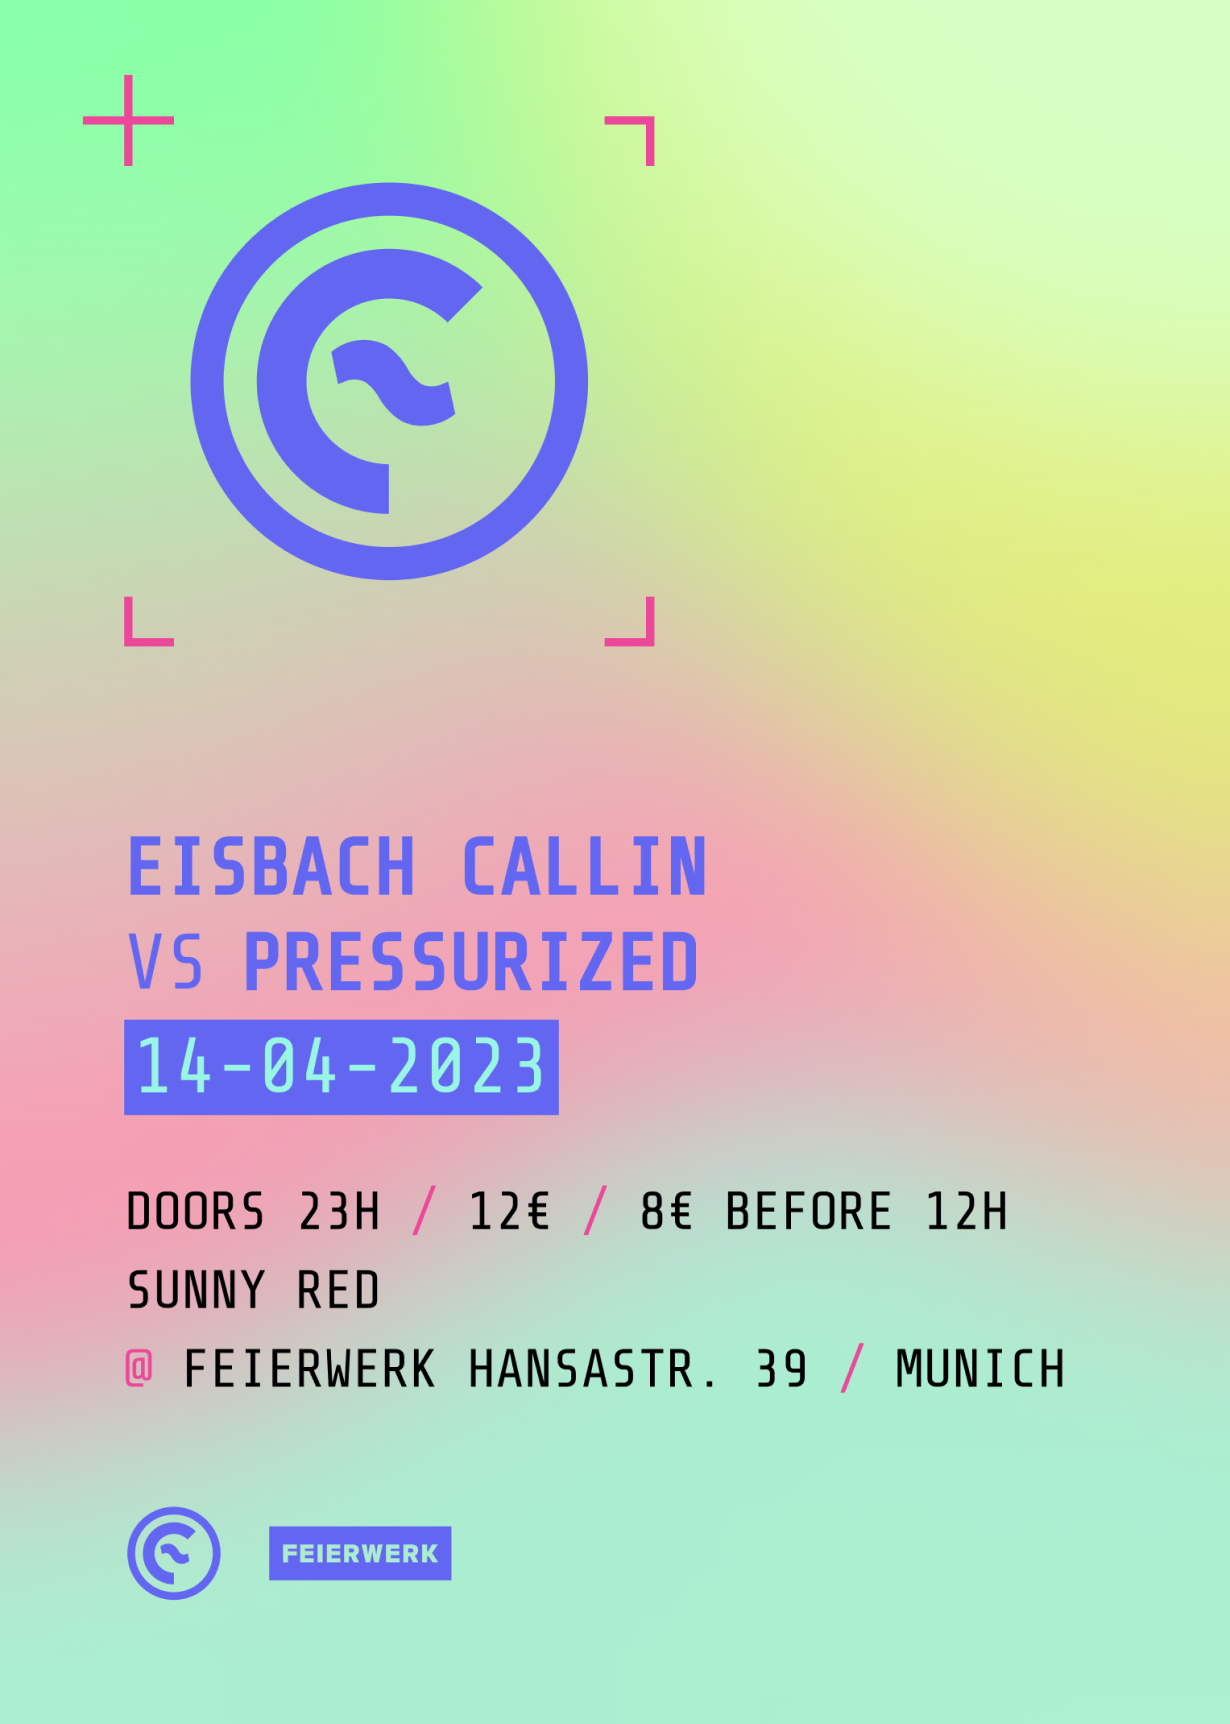 EISBACH CALLIN
VS PRESSURIZED
14-04-2023
DOORS 23H / 12€ / 8€ BEFORE 12H
SUNNY RED
@ FEIERWERK HANSASTR. 39 / MUNICH
FEIERWERK